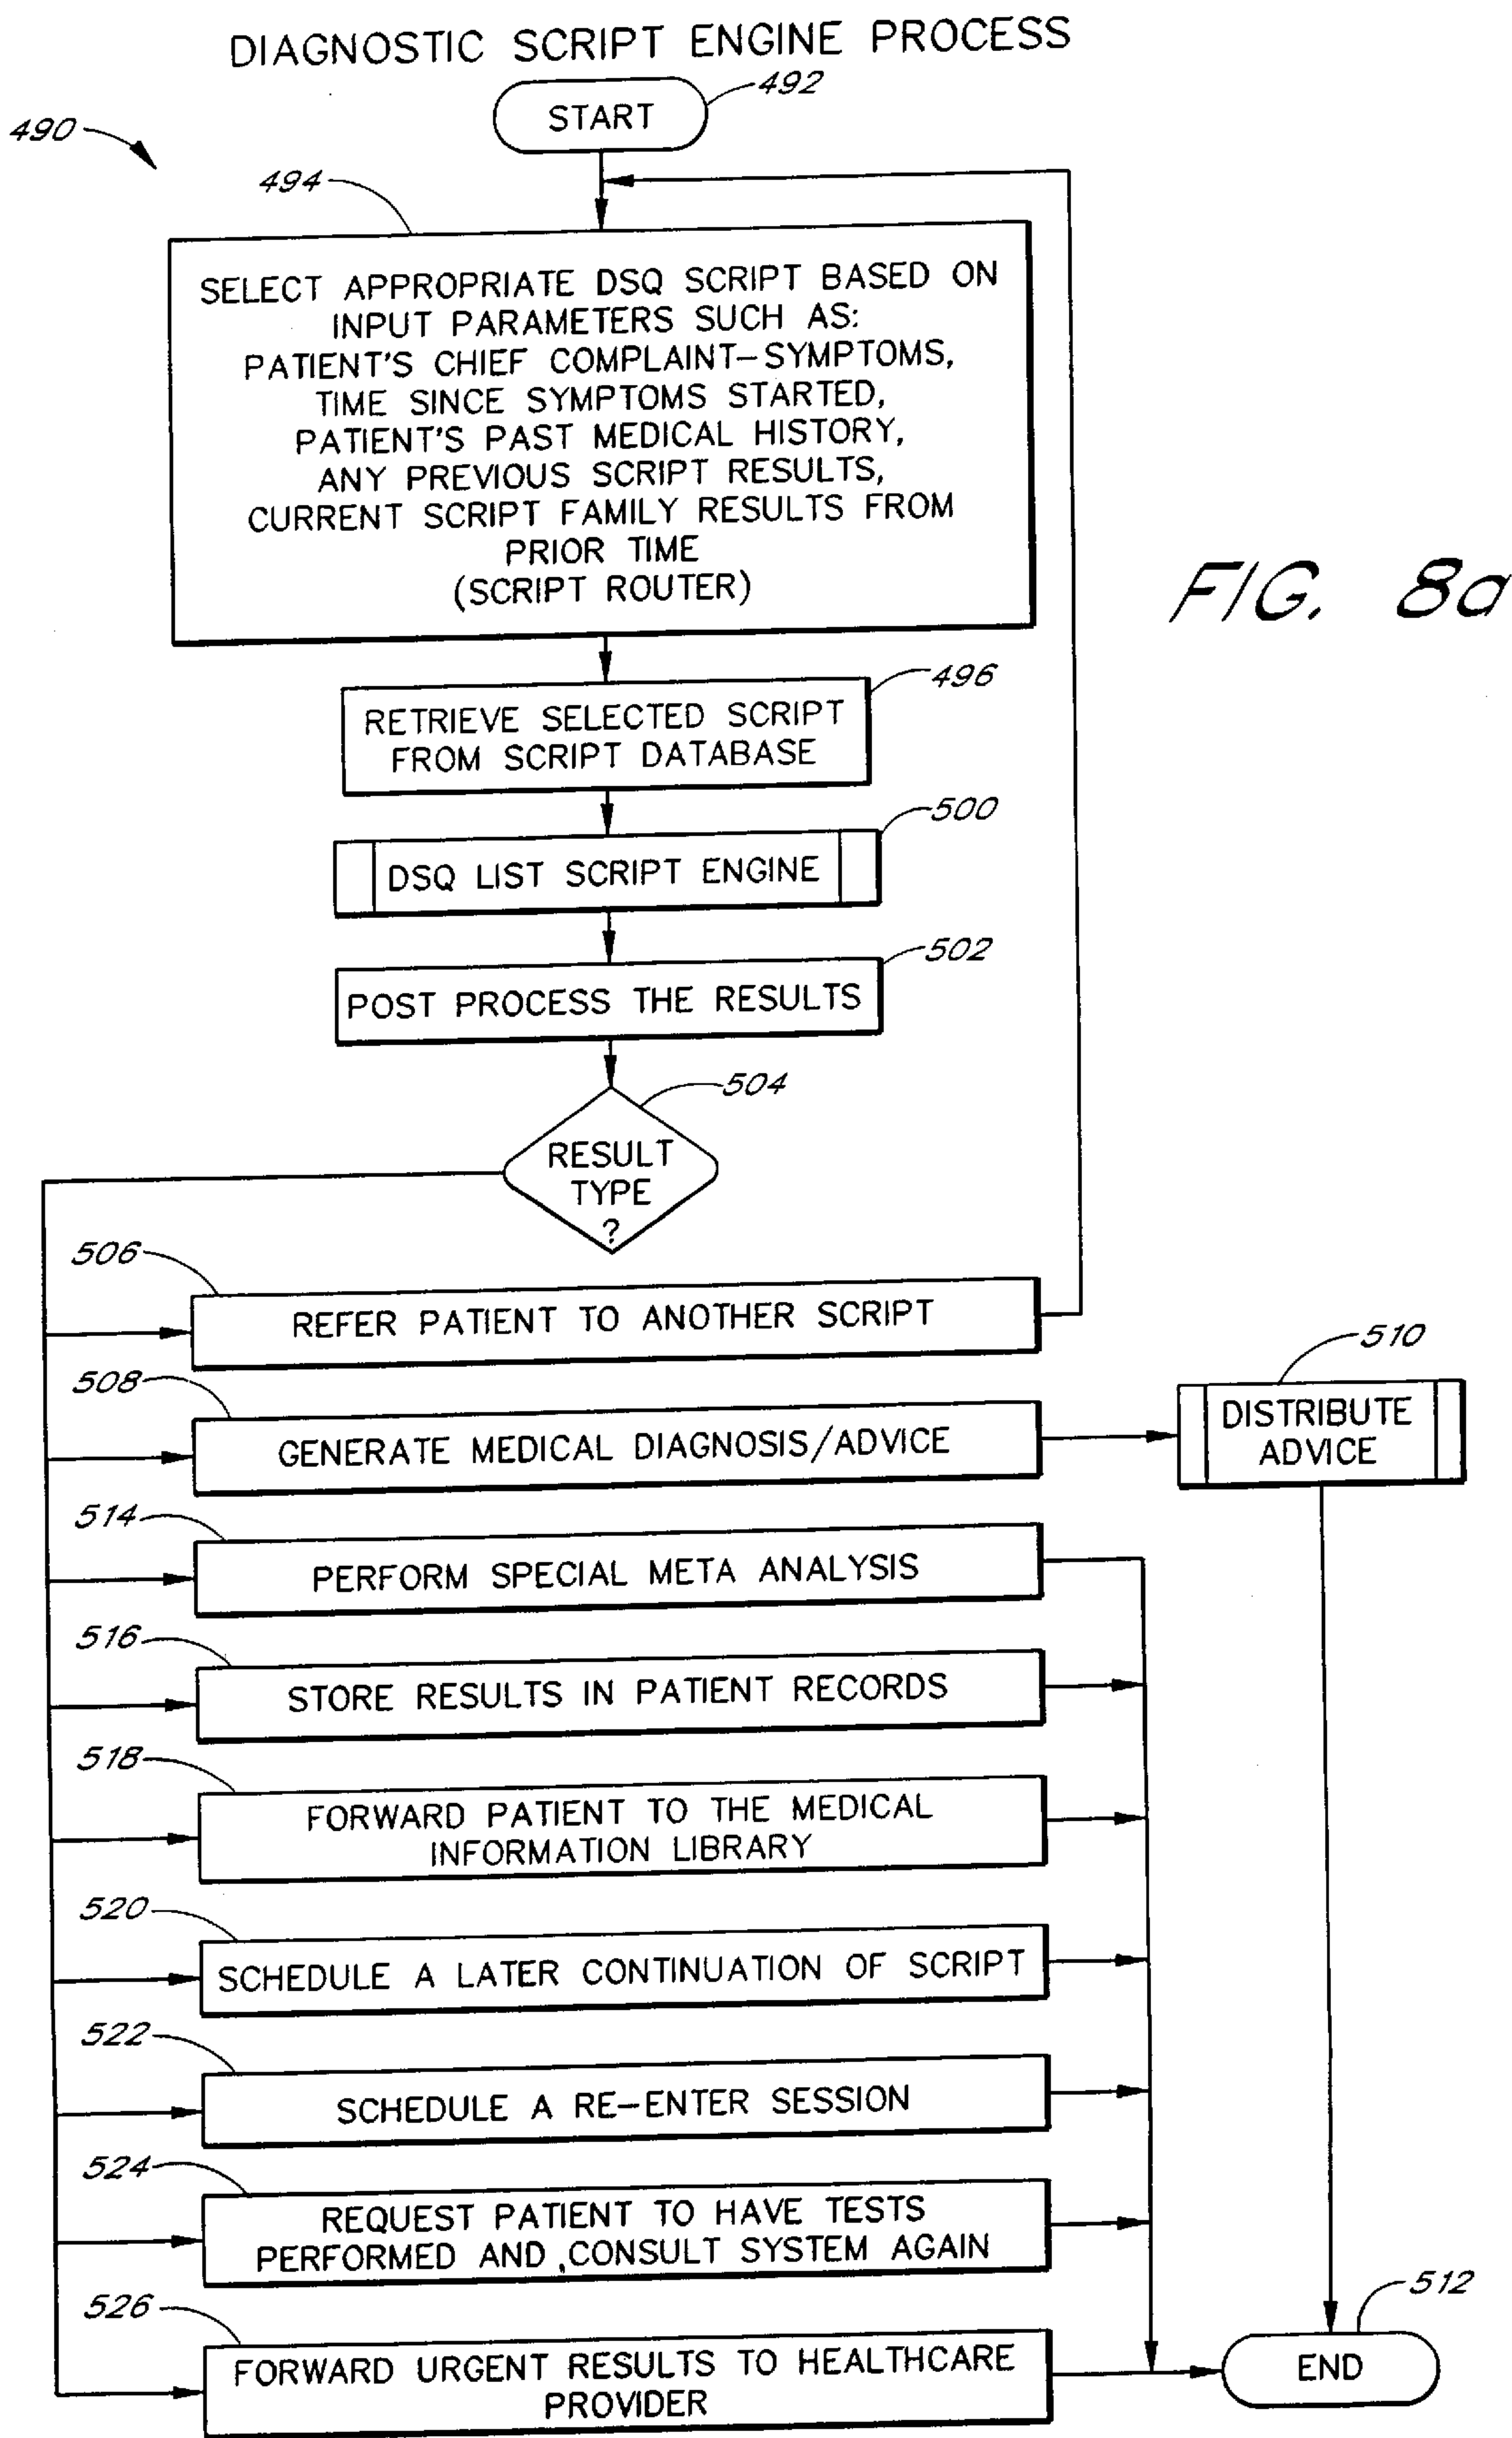 DIAGNOSTIC SCRIPT ENGINE PROCESS
492
START
490
494
SELECT APPROPRIATE DSQ SCRIPT BASED ON
INPUT PARAMETERS SUCH AS:
PATIENT'S CHIEF COMPLAINT-SYMPTOMS,
TIME SINCE SYMPTOMS STARTED,
PATIENT'S PAST MEDICAL HISTORY,
ANY PREVIOUS SCRIPT RESULTS,
CURRENT SCRIPT FAMILY RESULTS FROM
PRIOR TIME
(SCRIPT ROUTER)
FIG. 8a
496
RETRIEVE SELECTED SCRIPT
FROM SCRIPT DATABASE
500
DSQ LIST SCRIPT ENGINE
502
POST PROCESS THE RESULTS
504
RESULT
TYPE
?
506
REFER PATIENT TO ANOTHER SCRIPT
508
GENERATE MEDICAL DIAGNOSIS/ADVICE
510
DISTRIBUTE
ADVICE
514
PERFORM SPECIAL META ANALYSIS
516
STORE RESULTS IN PATIENT RECORDS
518
FORWARD PATIENT TO THE MEDICAL
INFORMATION LIBRARY
520
SCHEDULE A LATER CONTINUATION OF SCRIPT
522
SCHEDULE A RE-ENTER SESSION
524
REQUEST PATIENT TO HAVE TESTS
PERFORMED AND CONSULT SYSTEM AGAIN
526
FORWARD URGENT RESULTS TO HEALTHCARE
PROVIDER
512
END